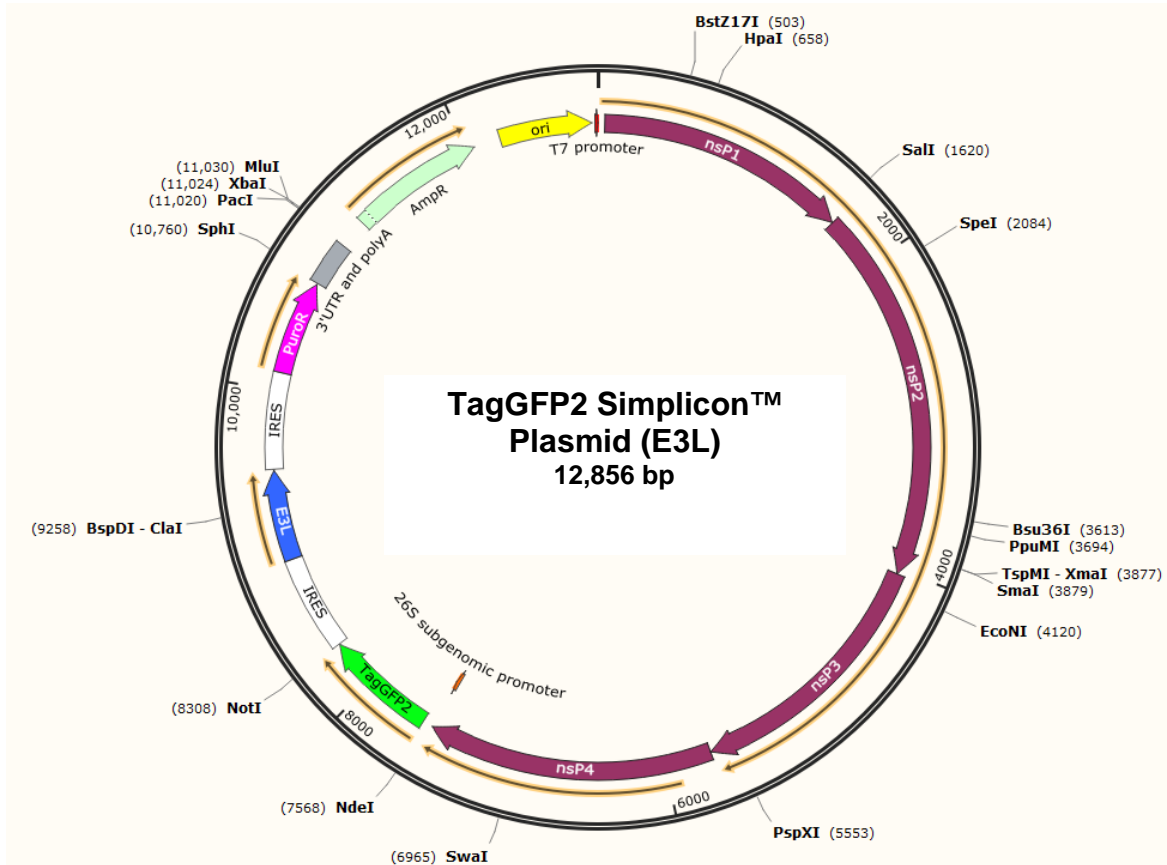 BstZ17I (503)
HpaI (658)
SalI (1620)
SpeI (2084)
Bsu36I (3613)
PpuMI (3694)
TspMI - XmaI (3877)
SmaI (3879)
EcoNI (4120)
PspXI (5553)
(6965) SwaI
(7568) NdeI
(8308) NotI
(9258) BspDI - ClaI
(10,760) SphI
(11,020) PacI
(11,024) XbaI
(11,030) MluI
2000
4000
6000
8000
10,000
12,000
T7 promoter
nsP1
nsP2
nsP3
nsP4
26S subgenomic promoter
TagGFP2
IRES
E3L
IRES
PuroR
3'UTR and polyA
AmpR
ori
TagGFP2 Simplicon™
Plasmid (E3L)
12,856 bp